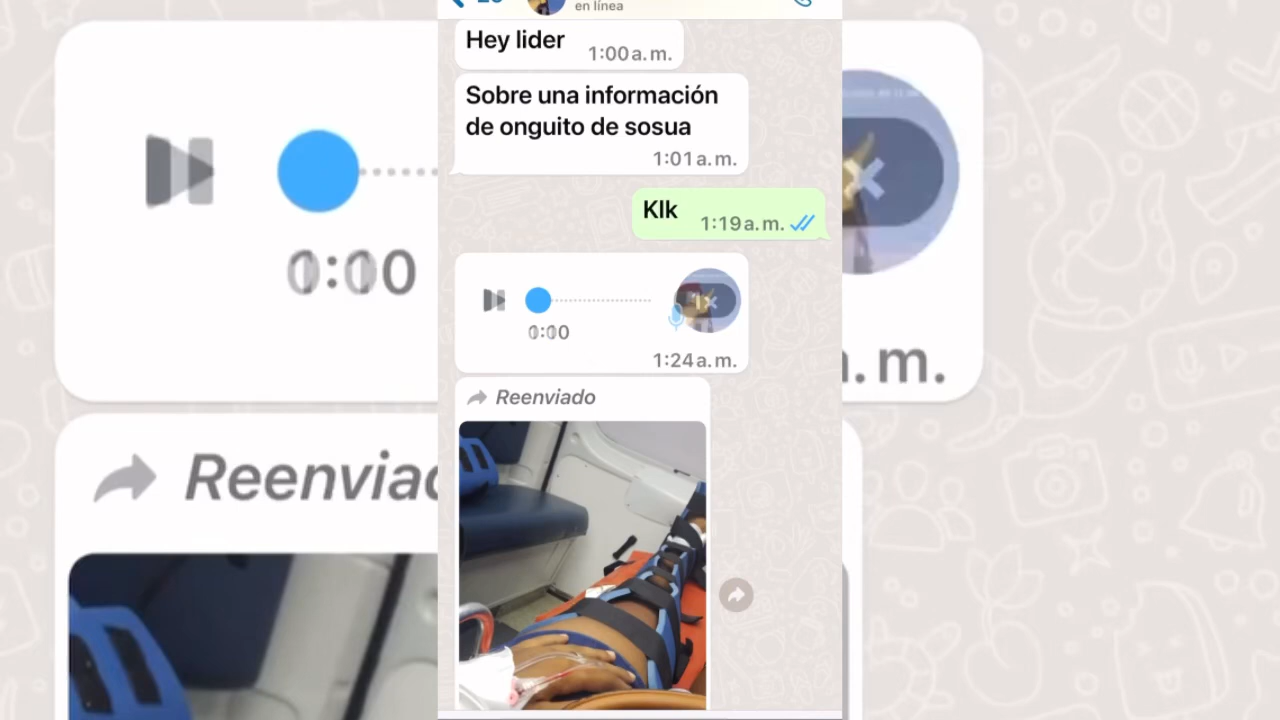 en línea
Hey lider
1:00 a.m.
Sobre una información
de onguito de sosua
1:01 a.m.
Klk
1:19 a.m.
0:00
1×
1:24 a.m.
Reenviado
0:00
×
a.m.
Reenviad